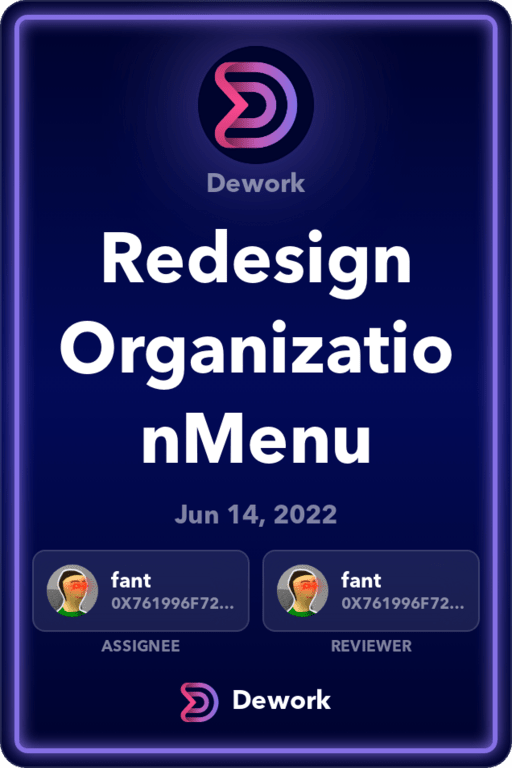 Dework
Redesign
Organizatio
nMenu
Jun 14, 2022
fant
0X761996F72...
fant
0X761996F72...
ASSIGNEE
REVIEWER
Dework